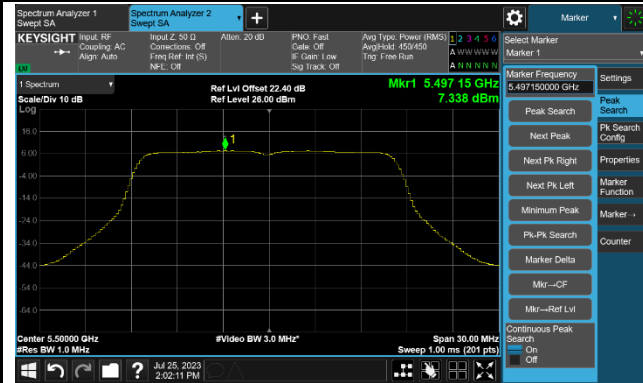 Spectrum Analyzer 1
Swept SA
Spectrum Analyzer 2
Swept SA
+
Marker
KEYSIGHT
Input: RF
Coupling: AC
Align: Auto
Input Z: 50 Ω
Corrections: Off
Freq Ref: Int (S)
NFE: Off
Atten: 20 dB
PNO: Fast
Gate: Off
IF Gain: Low
Sig Track: Off
Avg Type: Power (RMS)
Avg|Hold: 450/450
Trig: Free Run
1 2 3 4 5 6
A W W W W W
A N N N N N
LXI
Select Marker
Marker 1
1 Spectrum
Scale/Div 10 dB
Log
Ref Lvl Offset 22.40 dB
Ref Level 26.00 dBm
Mkr1 5.497 15 GHz
7.338 dBm
1
16.0
6.00
-4.00
-14.0
-24.0
-34.0
-44.0
-54.0
-64.0
Center 5.50000 GHz
#Res BW 1.0 MHz
#Video BW 3.0 MHz*
Span 30.00 MHz
Sweep 1.00 ms (201 pts)
Marker Frequency
5.497150000 GHz
Peak Search
Next Peak
Next Pk Right
Next Pk Left
Minimum Peak
Pk-Pk Search
Marker Delta
Mkr→CF
Mkr→Ref Lvl
Continuous Peak
Search
On
Off
Settings
Peak
Search
Pk Search
Config
Properties
Marker
Function
Marker→
Counter
?
Jul 25, 2023
2:02:11 PM